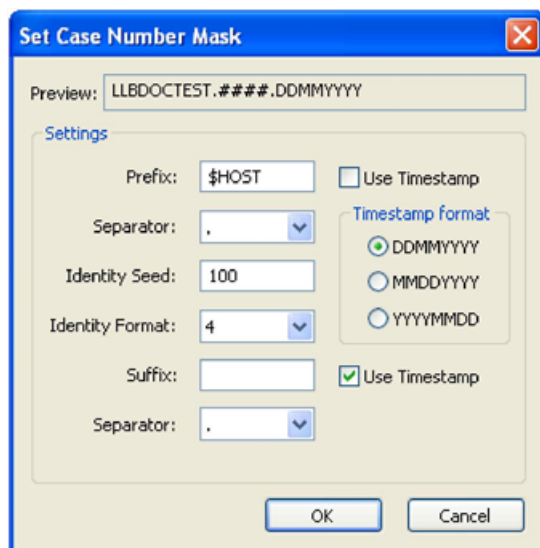 Set Case Number Mask
Preview: LLBDOCTEST.####.DDMMYYYY
Settings
Prefix: $HOST Use Timestamp
Separator: . Timestamp format
DDMMYYYY
Identity Seed: 100 MMDDYYYY
Identity Format: 4 YYYYMMDD
Suffix: Use Timestamp
Separator: .
OK Cancel